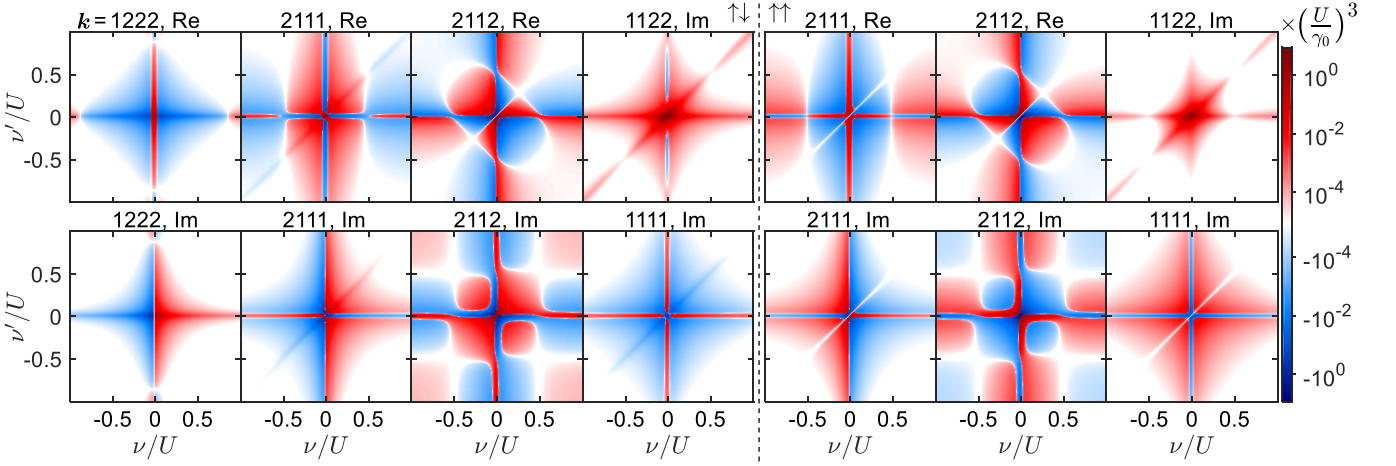 k = 1222, Re
2111, Re
2112, Re
1122, Im
↑↓
↑↑
2111, Re
2112, Re
1122, Im
×(U/γ₀)³
ν′/U
0.5
0
-0.5
10⁰
10⁻²
10⁻⁴
-10⁻⁴
-10⁻²
-10⁰
1222, Im
2111, Im
2112, Im
1111, Im
2111, Im
2112, Im
1111, Im
ν′/U
0.5
0
-0.5
-0.5 0 0.5
-0.5 0 0.5
-0.5 0 0.5
-0.5 0 0.5
-0.5 0 0.5
-0.5 0 0.5
-0.5 0 0.5
ν/U
ν/U
ν/U
ν/U
ν/U
ν/U
ν/U